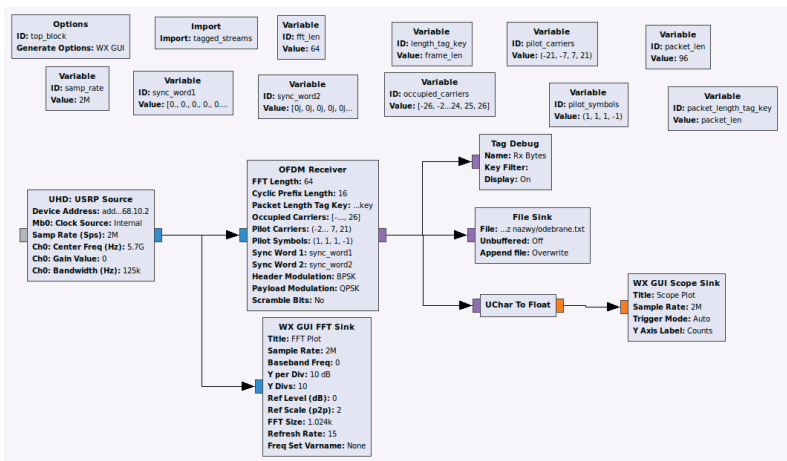 Options
ID: top_block
Generate Options: WX GUI
Import
Import: tagged_streams
Variable
ID: fft_len
Value: 64
Variable
ID: length_tag_key
Value: frame_len
Variable
ID: pilot_carriers
Value: (-21, -7, 7, 21)
Variable
ID: packet_len
Value: 96
Variable
ID: samp_rate
Value: 2M
Variable
ID: sync_word1
Value: [0., 0., 0., 0., 0....
Variable
ID: sync_word2
Value: [0j, 0j, 0j, 0j, 0j...
Variable
ID: occupied_carriers
Value: [-26, -2...24, 25, 26]
Variable
ID: pilot_symbols
Value: (1, 1, 1, -1)
Variable
ID: packet_length_tag_key
Value: packet_len
UHD: USRP Source
Device Address: add...68.10.2
Mb0: Clock Source: Internal
Samp Rate (Sps): 2M
Ch0: Center Freq (Hz): 5.7G
Ch0: Gain Value: 0
Ch0: Bandwidth (Hz): 125k
OFDM Receiver
FFT Length: 64
Cyclic Prefix Length: 16
Packet Length Tag Key: ...key
Occupied Carriers: [-..., 26]
Pilot Carriers: (-2... 7, 21)
Pilot Symbols: (1, 1, 1, -1)
Sync Word 1: sync_word1
Sync Word 2: sync_word2
Header Modulation: BPSK
Payload Modulation: QPSK
Scramble Bits: No
Tag Debug
Name: Rx Bytes
Key Filter:
Display: On
File Sink
File: ...z nazwy/odebrane.txt
Unbuffered: Off
Append file: Overwrite
UChar To Float
WX GUI Scope Sink
Title: Scope Plot
Sample Rate: 2M
Trigger Mode: Auto
Y Axis Label: Counts
WX GUI FFT Sink
Title: FFT Plot
Sample Rate: 2M
Baseband Freq: 0
Y per Div: 10 dB
Y Divs: 10
Ref Level (dB): 0
Ref Scale (p2p): 2
FFT Size: 1.024k
Refresh Rate: 15
Freq Set Varname: None